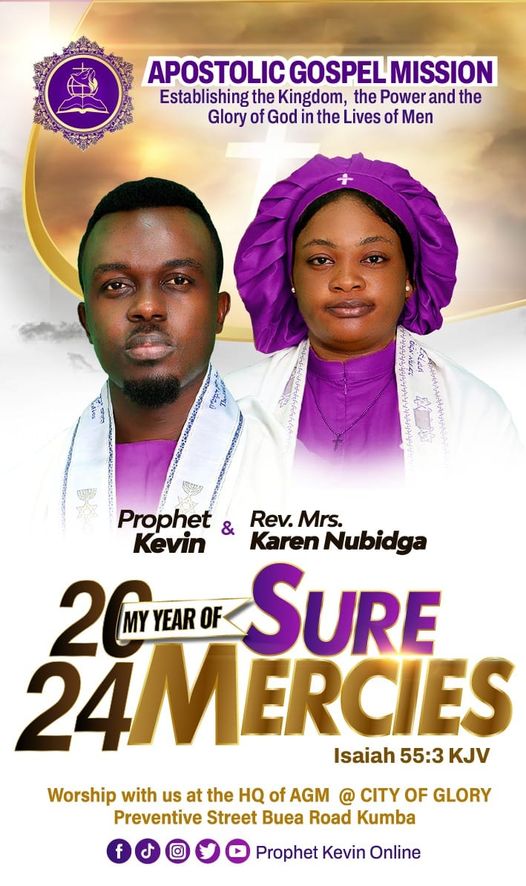 APOSTOLIC GOSPEL MISSION
Establishing the Kingdom, the Power and the
Glory of God in the Lives of Men
Prophet Kevin & Rev. Mrs. Karen Nubidga
2024 MY YEAR OF SURE
MERCIES
Isaiah 55:3 KJV
Worship with us at the HQ of AGM @ CITY OF GLORY
Preventive Street Buea Road Kumba
Prophet Kevin Online